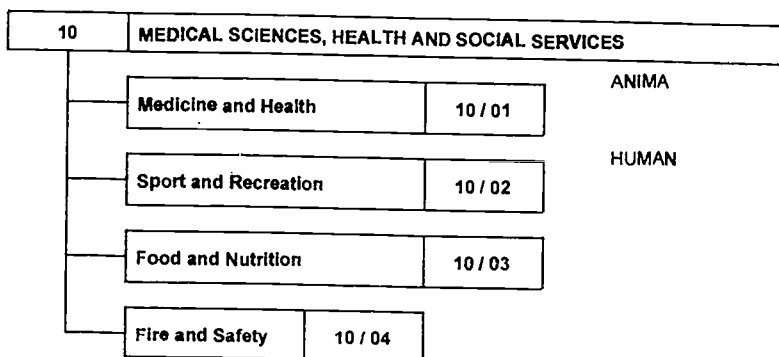 10 MEDICAL SCIENCES, HEALTH AND SOCIAL SERVICES
ANIMA
Medicine and Health 10 / 01
HUMAN
Sport and Recreation 10 / 02
Food and Nutrition 10 / 03
Fire and Safety 10 / 04